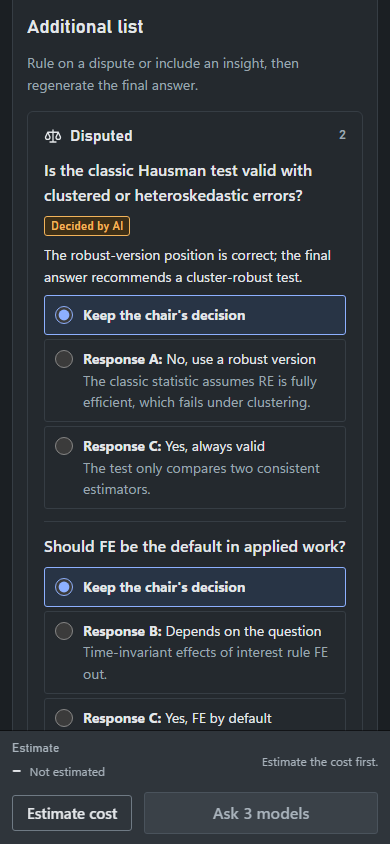 Additional list
Rule on a dispute or include an insight, then
regenerate the final answer.
Disputed
2
Is the classic Hausman test valid with
clustered or heteroskedastic errors?
Decided by AI
The robust-version position is correct; the final
answer recommends a cluster-robust test.
Keep the chair's decision
Response A: No, use a robust version
The classic statistic assumes RE is fully
efficient, which fails under clustering.
Response C: Yes, always valid
The test only compares two consistent
estimators.
Should FE be the default in applied work?
Keep the chair's decision
Response B: Depends on the question
Time-invariant effects of interest rule FE
out.
Response C: Yes, FE by default
Estimate
– Not estimated
Estimate the cost first.
Estimate cost
Ask 3 models